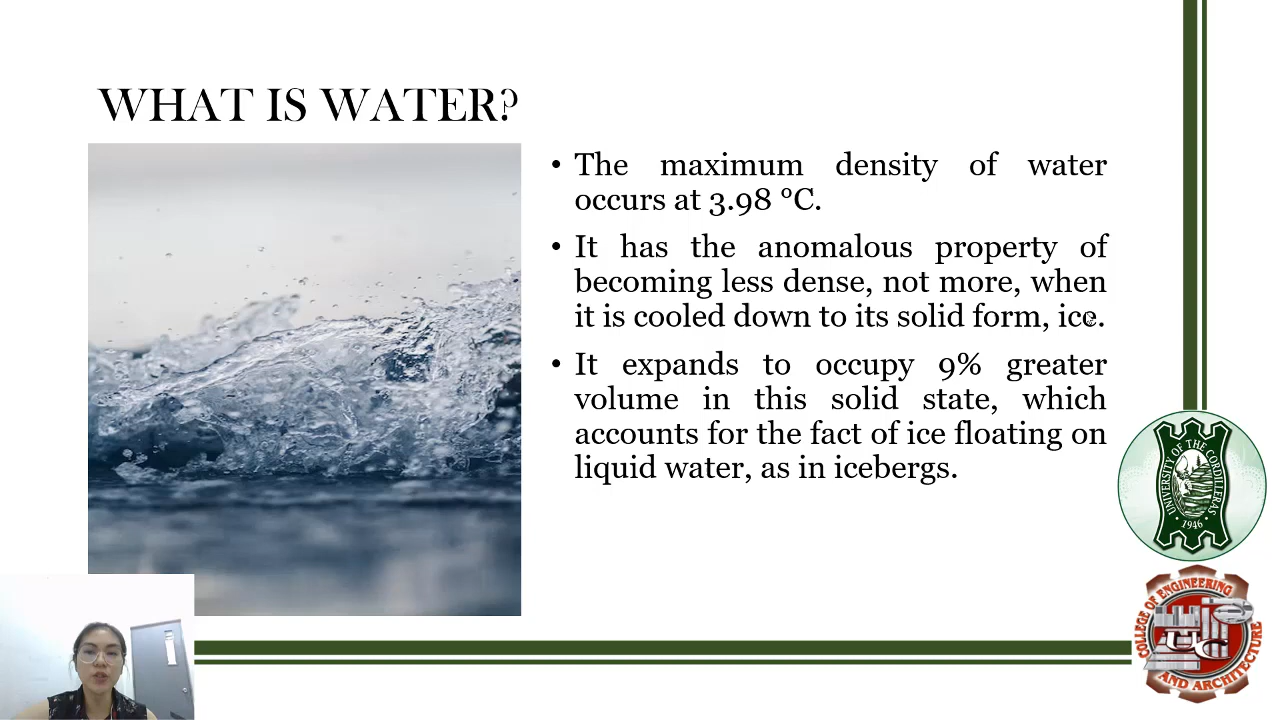 WHAT IS WATER?
• The maximum density of water
occurs at 3.98 °C.
• It has the anomalous property of
becoming less dense, not more, when
it is cooled down to its solid form, ice.
• It expands to occupy 9% greater
volume in this solid state, which
accounts for the fact of ice floating on
liquid water, as in icebergs.
UNIVERSITY OF THE CORDILLERAS
• 1946 •
COLLEGE OF ENGINEERING
UC
AND ARCHITECTURE